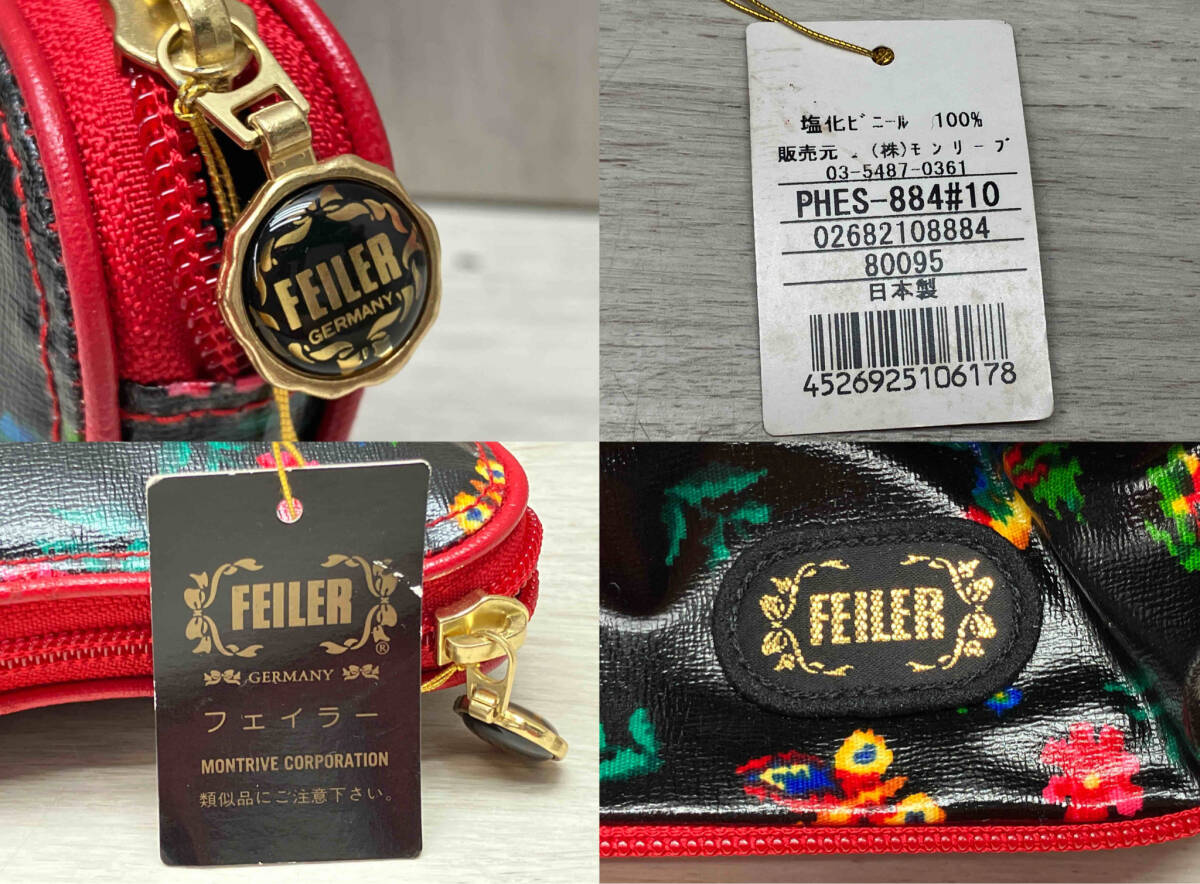 FEILER
GERMANY
塩化ビニール 100%
販売元 : (株)モンリーブ
03-5487-0361
PHES-884#10
02682108884
80095
日本製
4526925106178
FEILER
®
GERMANY
フェイラー
MONTRIVE CORPORATION
類似品にご注意下さい。
FEILER